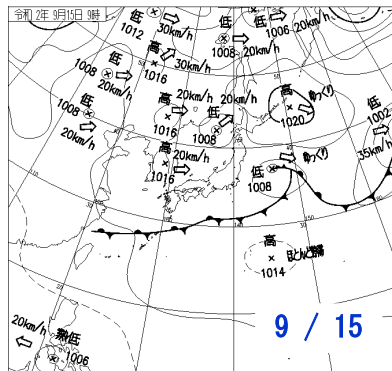 令和 2年 9月15日 9時
低
1012
30km/h
低
1008
20km/h
1006
20km/h
低
1008
20km/h
高
1016
30km/h
低
1008
20km/h
高
1016
20km/h
低
1008
20km/h
高
1020
ゆっくり
高
1016
20km/h
低
1008
ゆっくり
低
1002
35km/h
高
1014
ほとんど停滞
20km/h
熱低
1006
9 / 15